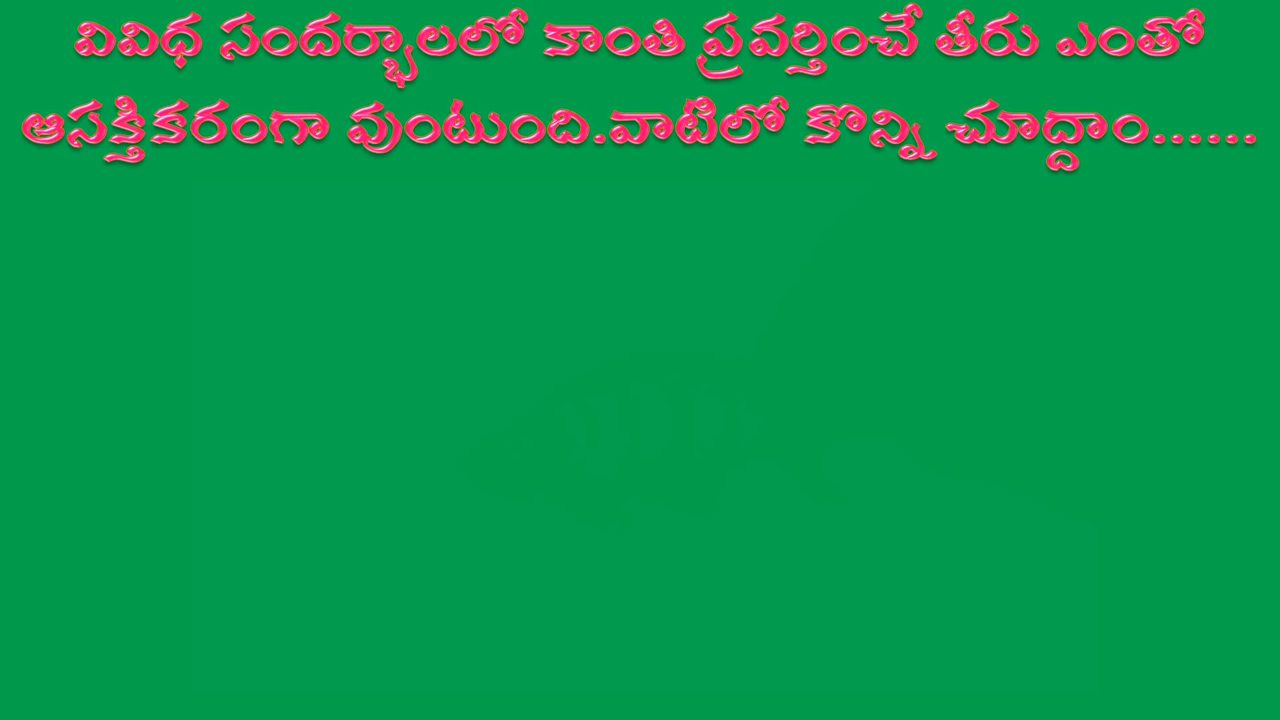 వివిధ సందర్భాలలో కాంతి ప్రవర్తించే తీరు ఎంతో
ఆసక్తికరంగా వుంటుంది.వాటిలో కొన్ని చూద్దాం......